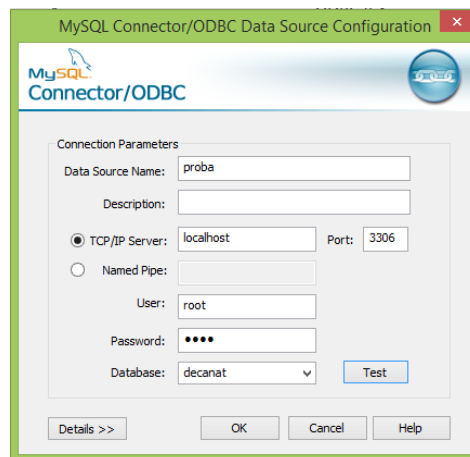 MySQL Connector/ODBC Data Source Configuration
MySQL
Connector/ODBC
Connection Parameters
Data Source Name: proba
Description:
TCP/IP Server: localhost Port: 3306
Named Pipe:
User: root
Password: ••••
Database: decanat Test
Details >> OK Cancel Help